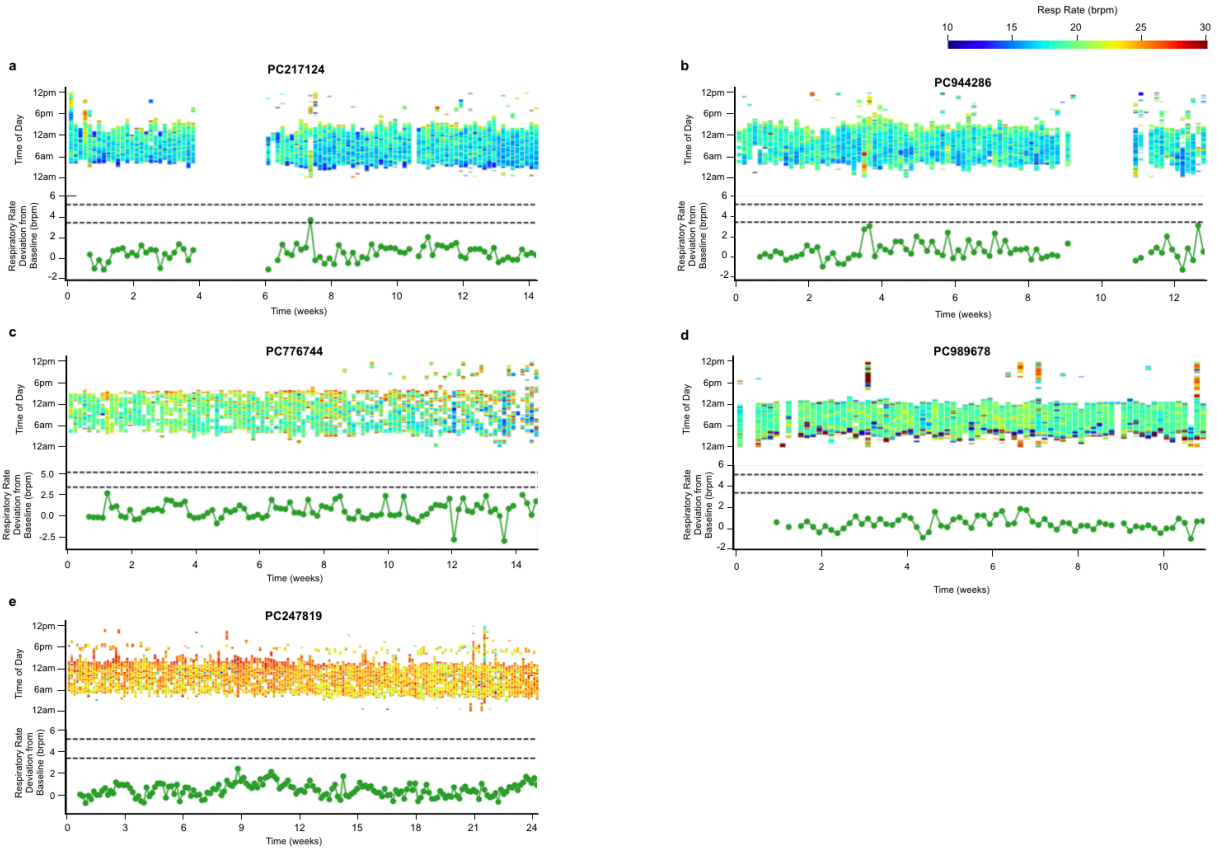 Resp Rate (brpm)
10 15 20 25 30
a
PC217124
12pm
6pm
12am
6am
12am
Time of Day
6
4
2
0
-2
Respiratory Rate
Deviation from
Baseline (brpm)
0 2 4 6 8 10 12 14
Time (weeks)
b
PC944286
12pm
6pm
12am
6am
12am
Time of Day
6
4
2
0
-2
Respiratory Rate
Deviation from
Baseline (brpm)
0 2 4 6 8 10 12
Time (weeks)
c
PC776744
12pm
6pm
12am
6am
12am
Time of Day
5.0
2.5
0.0
-2.5
Respiratory Rate
Deviation from
Baseline (brpm)
0 2 4 6 8 10 12 14
Time (weeks)
d
PC989678
12pm
6pm
12am
6am
12am
Time of Day
6
4
2
0
-2
Respiratory Rate
Deviation from
Baseline (brpm)
0 2 4 6 8 10
Time (weeks)
e
PC247819
12pm
6pm
12am
6am
12am
Time of Day
6
4
2
0
Respiratory Rate
Deviation from
Baseline (brpm)
0 3 6 9 12 15 18 21 24
Time (weeks)